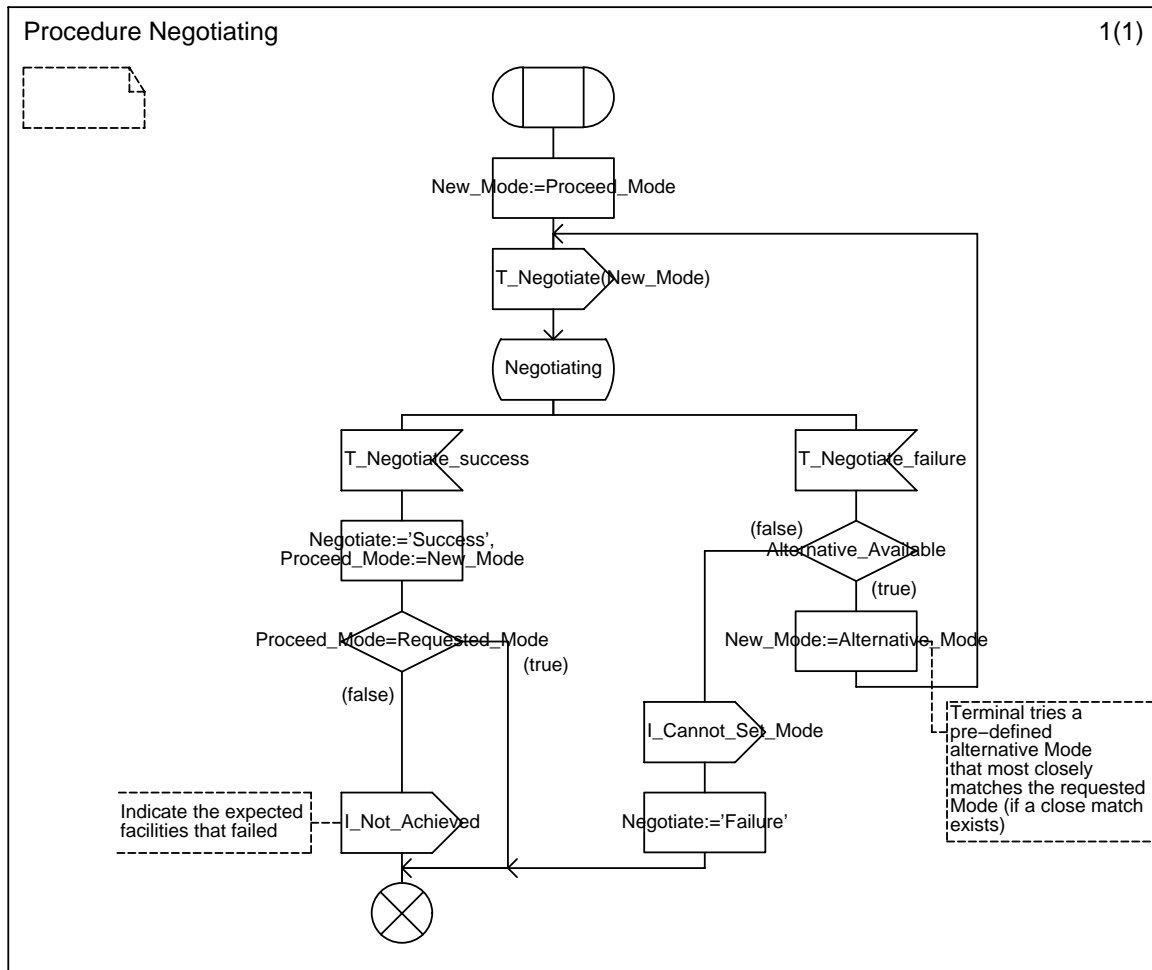 Procedure Negotiating
1(1)
New_Mode:=Proceed_Mode
T_Negotiate(New_Mode)
Negotiating
T_Negotiate_success
T_Negotiate_failure
Negotiate:='Success',
Proceed_Mode:=New_Mode
(false)
Alternative_Available
(true)
Proceed_Mode=Requested_Mode
(true)
(false)
New_Mode:=Alternative_Mode
I_Cannot_Set_Mode
Terminal tries a
pre−defined
alternative Mode
that most closely
matches the requested
Mode (if a close match
exists)
Indicate the expected
facilities that failed
I_Not_Achieved
Negotiate:='Failure'